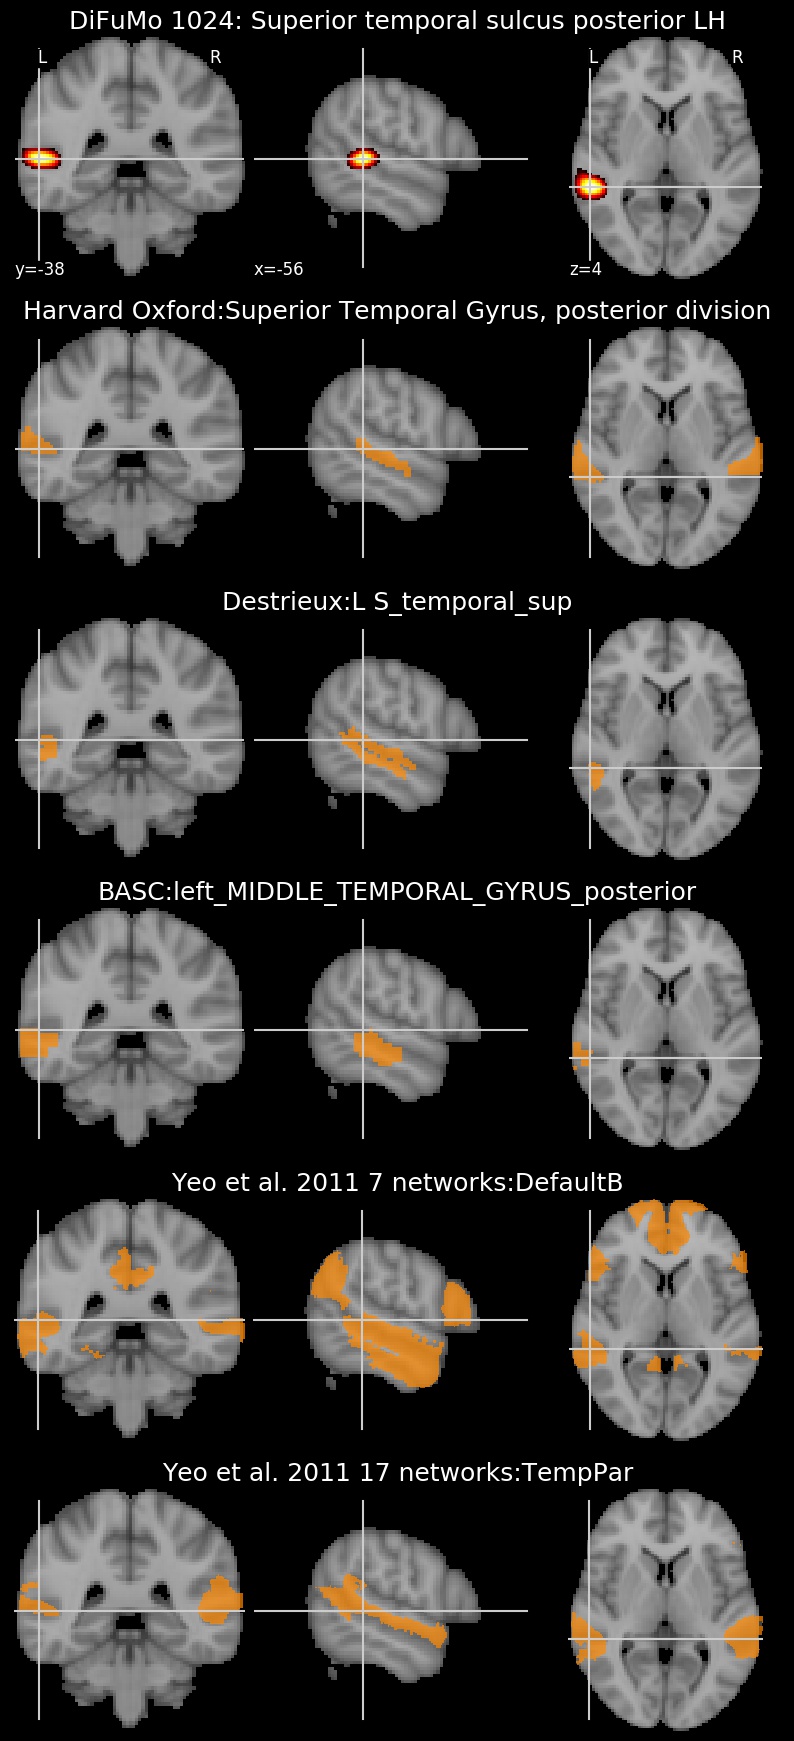 DiFuMo 1024: Superior temporal sulcus posterior LH
L R L R
y=-38 x=-56 z=4
Harvard Oxford:Superior Temporal Gyrus, posterior division
Destrieux:L S_temporal_sup
BASC:left_MIDDLE_TEMPORAL_GYRUS_posterior
Yeo et al. 2011 7 networks:DefaultB
Yeo et al. 2011 17 networks:TempPar